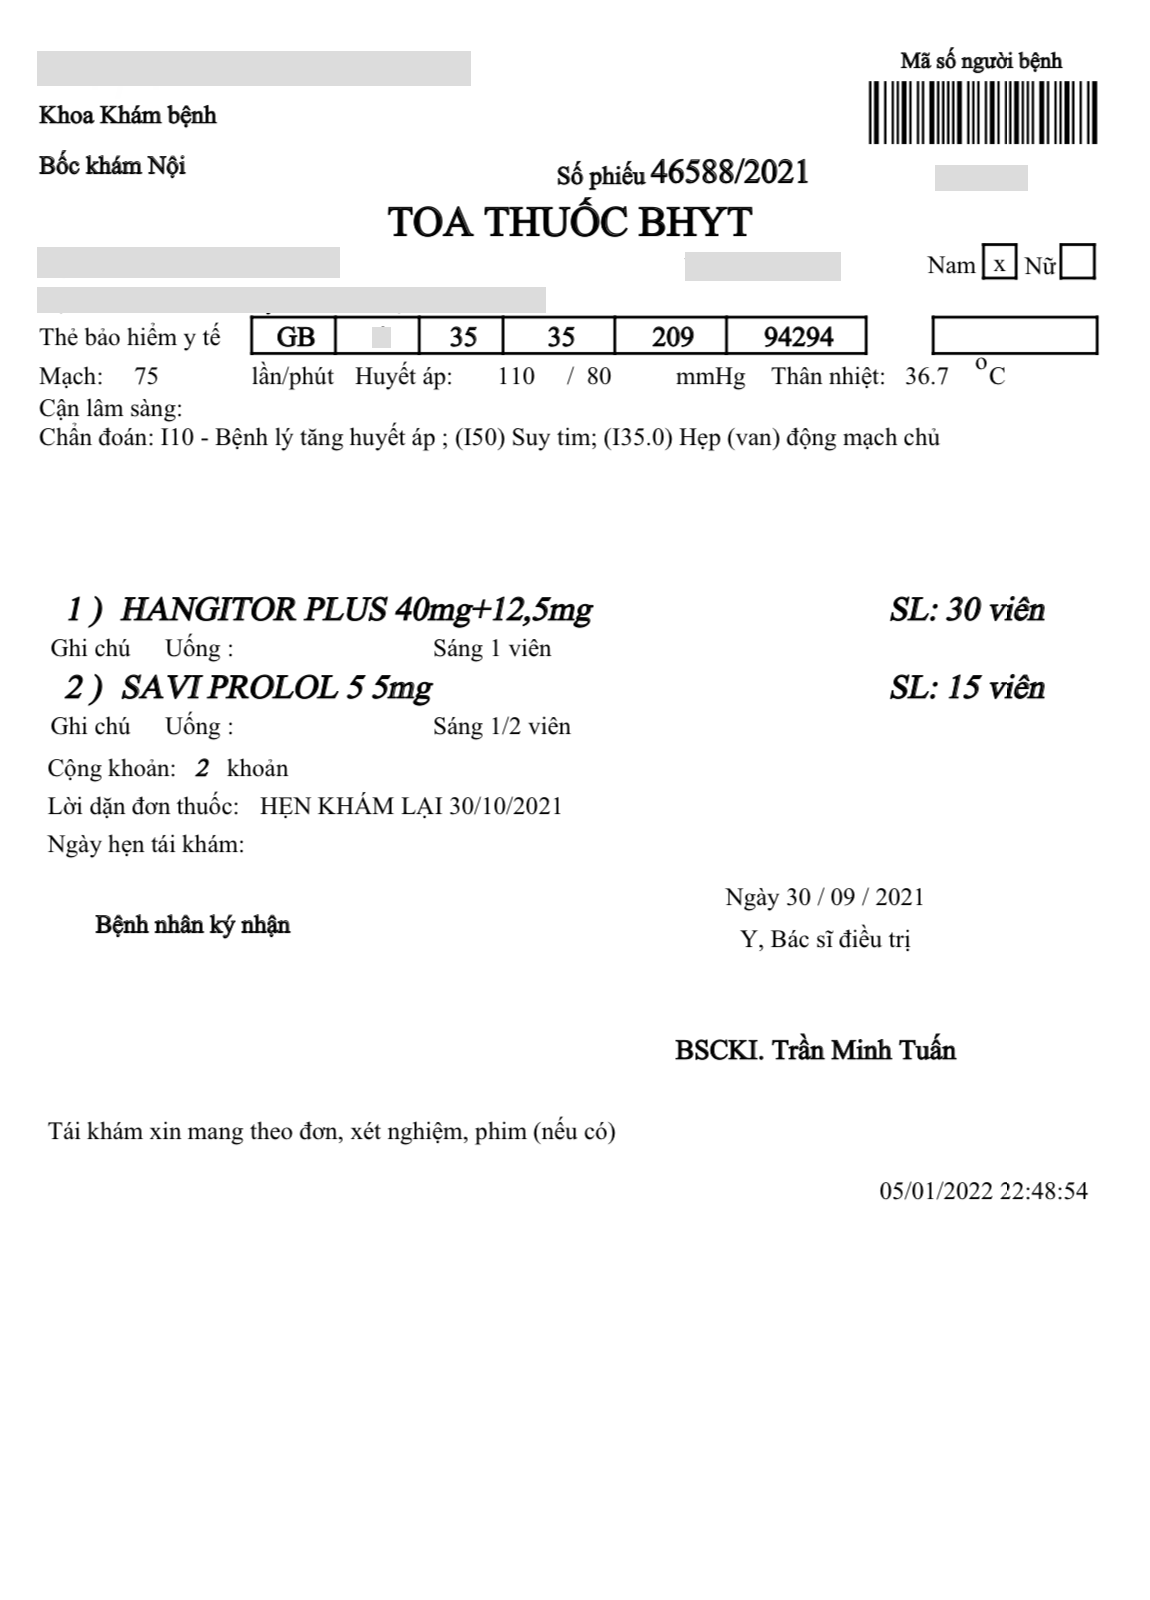 Mã số người bệnh
Khoa Khám bệnh
Bốc khám Nội
Số phiếu 46588/2021
TOA THUỐC BHYT
Nam x Nữ
Thẻ bảo hiểm y tế GB 35 35 209 94294
Mạch: 75 lần/phút Huyết áp: 110 / 80 mmHg Thân nhiệt: 36.7 °C
Cận lâm sàng:
Chẩn đoán: I10 - Bệnh lý tăng huyết áp ; (I50) Suy tim; (I35.0) Hẹp (van) động mạch chủ
1 ) HANGITOR PLUS 40mg+12,5mg SL: 30 viên
Ghi chú Uống : Sáng 1 viên
2 ) SAVI PROLOL 5 5mg SL: 15 viên
Ghi chú Uống : Sáng 1/2 viên
Cộng khoản: 2 khoản
Lời dặn đơn thuốc: HẸN KHÁM LẠI 30/10/2021
Ngày hẹn tái khám:
Ngày 30 / 09 / 2021
Bệnh nhân ký nhận
Y, Bác sĩ điều trị
BSCKI. Trần Minh Tuấn
Tái khám xin mang theo đơn, xét nghiệm, phim (nếu có)
05/01/2022 22:48:54